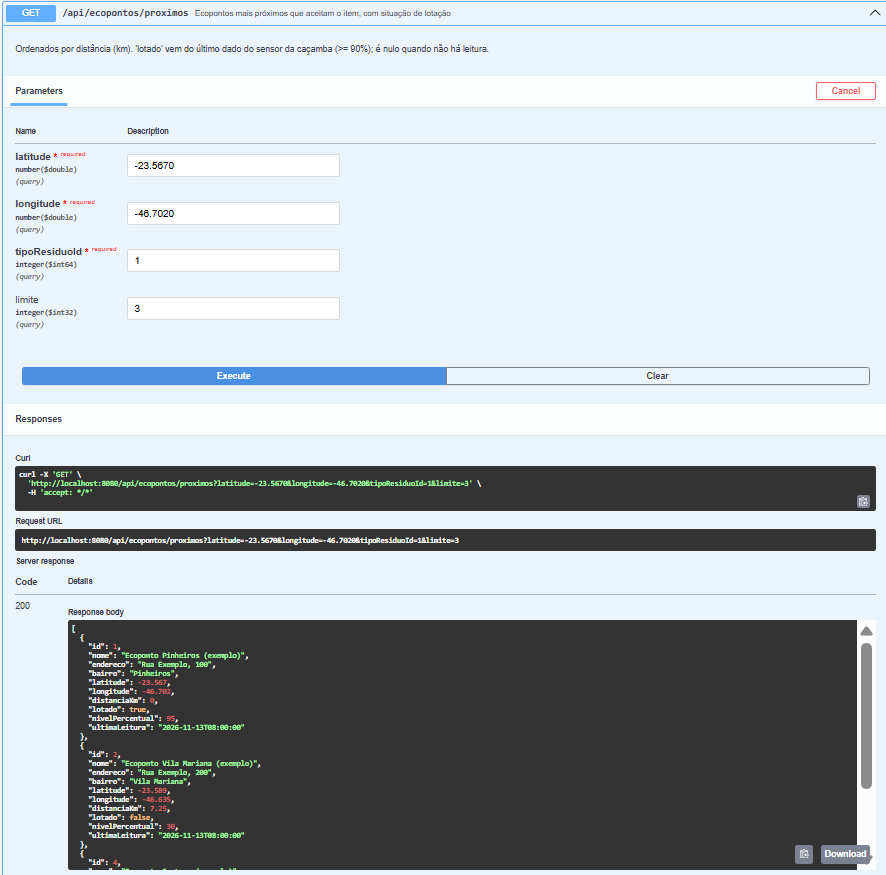 GET /api/ecopontos/proximos Ecopontos mais próximos que aceitam o item, com situação de lotação
Ordenados por distância (km). 'lotado' vem do último dado do sensor da caçamba (>= 90%); é nulo quando não há leitura.
Parameters
Cancel
Name Description
latitude * required
number($double)
(query)
-23.5670
longitude * required
number($double)
(query)
-46.7020
tipoResiduoId * required
integer($int64)
(query)
1
limite
integer($int32)
(query)
3
Execute Clear
Responses
Curl
curl -X 'GET' \
'http://localhost:8080/api/ecopontos/proximos?latitude=-23.5670&longitude=-46.7020&tipoResiduoId=1&limite=3' \
-H 'accept: */*'
Request URL
http://localhost:8080/api/ecopontos/proximos?latitude=-23.5670&longitude=-46.7020&tipoResiduoId=1&limite=3
Server response
Code Details
200
Response body
[
{
"id": 1,
"nome": "Ecoponto Pinheiros (exemplo)",
"endereco": "Rua Exemplo, 100",
"bairro": "Pinheiros",
"latitude": -23.567,
"longitude": -46.702,
"distanciaKm": 0,
"lotado": true,
"nivelPercentual": 95,
"ultimaLeitura": "2026-11-13T08:00:00"
},
{
"id": 2,
"nome": "Ecoponto Vila Mariana (exemplo)",
"endereco": "Rua Exemplo, 200",
"bairro": "Vila Mariana",
"latitude": -23.589,
"longitude": -46.635,
"distanciaKm": 7.25,
"lotado": false,
"nivelPercentual": 30,
"ultimaLeitura": "2026-11-13T08:00:00"
},
{
"id": 4,
Download